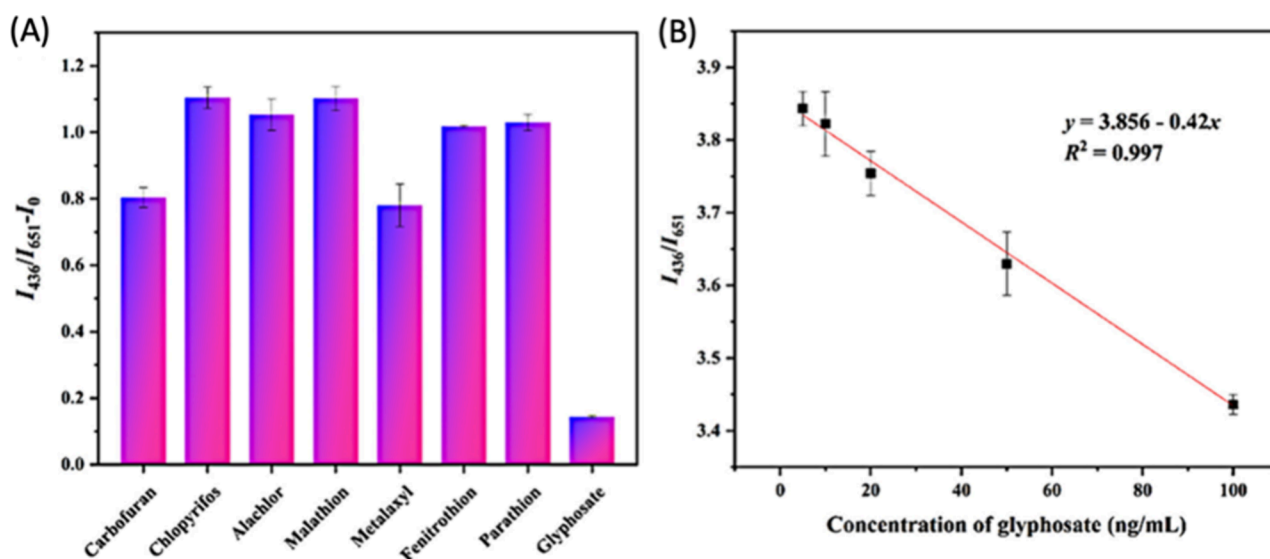 (A)
I₄₃₆/I₆₅₁-I₀
1.2
1.0
0.8
0.6
0.4
0.2
0.0
Carbofuran
Chlopyrifos
Alachlor
Malathion
Metalaxyl
Fenitrothion
Parathion
Glyphosate
(B)
I₄₃₆/I₆₅₁
3.9
3.8
3.7
3.6
3.5
3.4
y = 3.856 - 0.42x
R² = 0.997
0 20 40 60 80 100
Concentration of glyphosate (ng/mL)